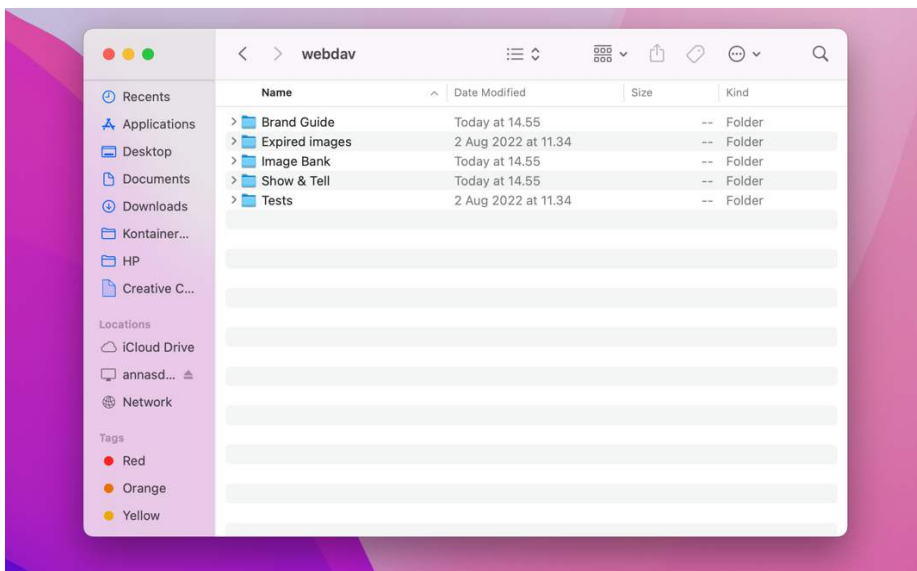 webdav
Recents
Applications
Desktop
Documents
Downloads
Kontainer...
HP
Creative C...
Locations
iCloud Drive
annasd...
Network
Tags
Red
Orange
Yellow
Name Date Modified Size Kind
Brand Guide Today at 14.55 -- Folder
Expired images 2 Aug 2022 at 11.34 -- Folder
Image Bank Today at 14.55 -- Folder
Show & Tell Today at 14.55 -- Folder
Tests 2 Aug 2022 at 11.34 -- Folder